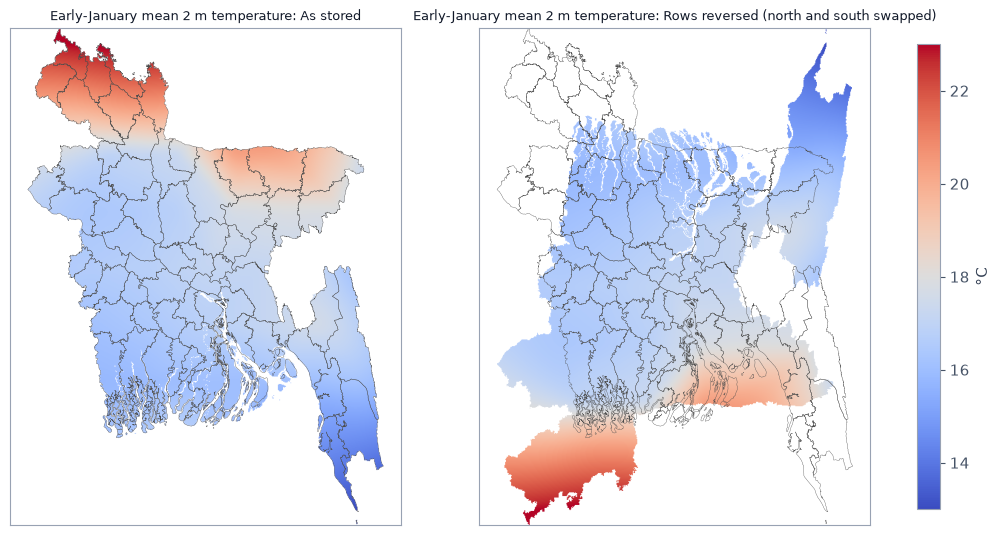 Early-January mean 2 m temperature: As stored
Early-January mean 2 m temperature: Rows reversed (north and south swapped)
22
20
18
16
14
°C